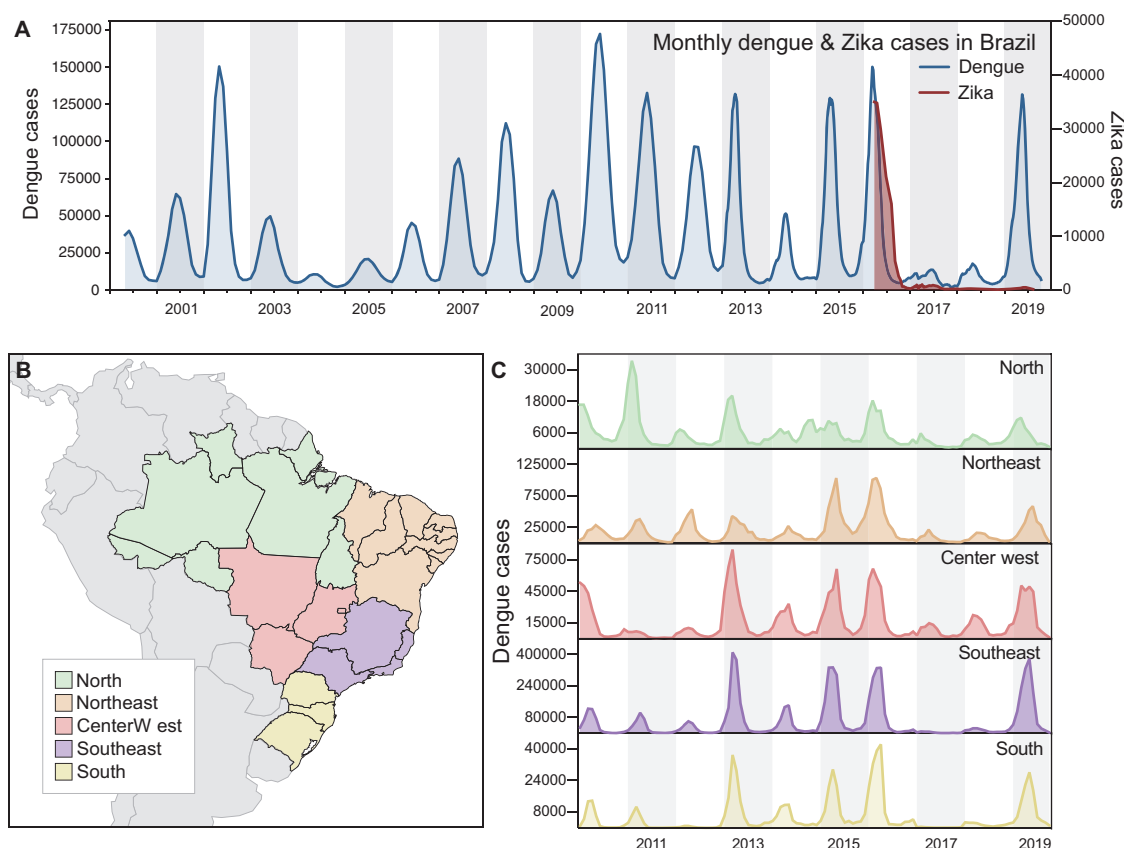 A
Monthly dengue & Zika cases in Brazil
Dengue
Zika
Dengue cases
175000
150000
125000
100000
75000
50000
25000
0
Zika cases
50000
40000
30000
20000
10000
0
2001
2003
2005
2007
2009
2011
2013
2015
2017
2019
B
North
Northeast
CenterW est
Southeast
South
C
Dengue cases
North
30000
18000
6000
Northeast
125000
75000
25000
Center west
75000
45000
15000
Southeast
400000
240000
80000
South
40000
24000
8000
2011
2013
2015
2017
2019